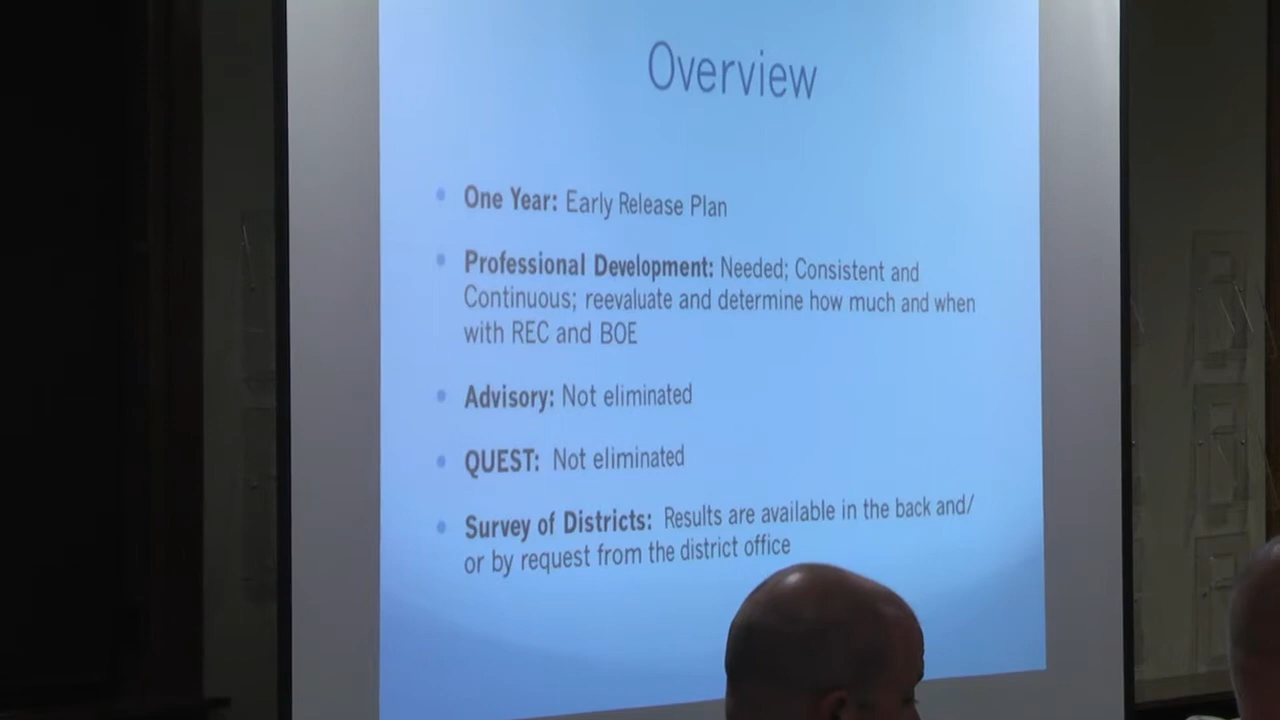 Overview
One Year: Early Release Plan
Professional Development: Needed; Consistent and
Continuous; reevaluate and determine how much and when
with REC and BOE
Advisory: Not eliminated
QUEST: Not eliminated
Survey of Districts: Results are available in the back and/
or by request from the district office